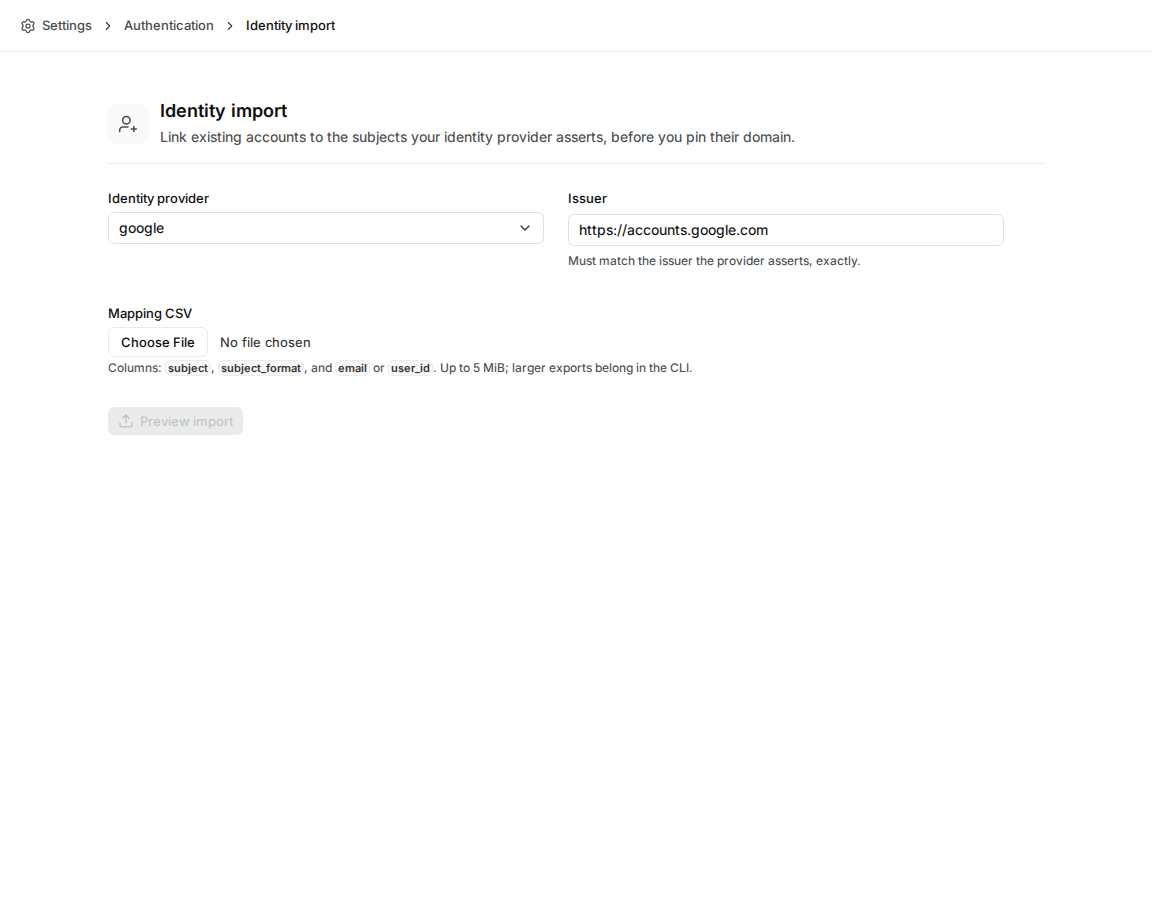 Settings > Authentication > Identity import
Identity import
Link existing accounts to the subjects your identity provider asserts, before you pin their domain.
Identity provider
google
Issuer
https://accounts.google.com
Must match the issuer the provider asserts, exactly.
Mapping CSV
Choose File No file chosen
Columns: subject, subject_format, and email or user_id. Up to 5 MiB; larger exports belong in the CLI.
Preview import